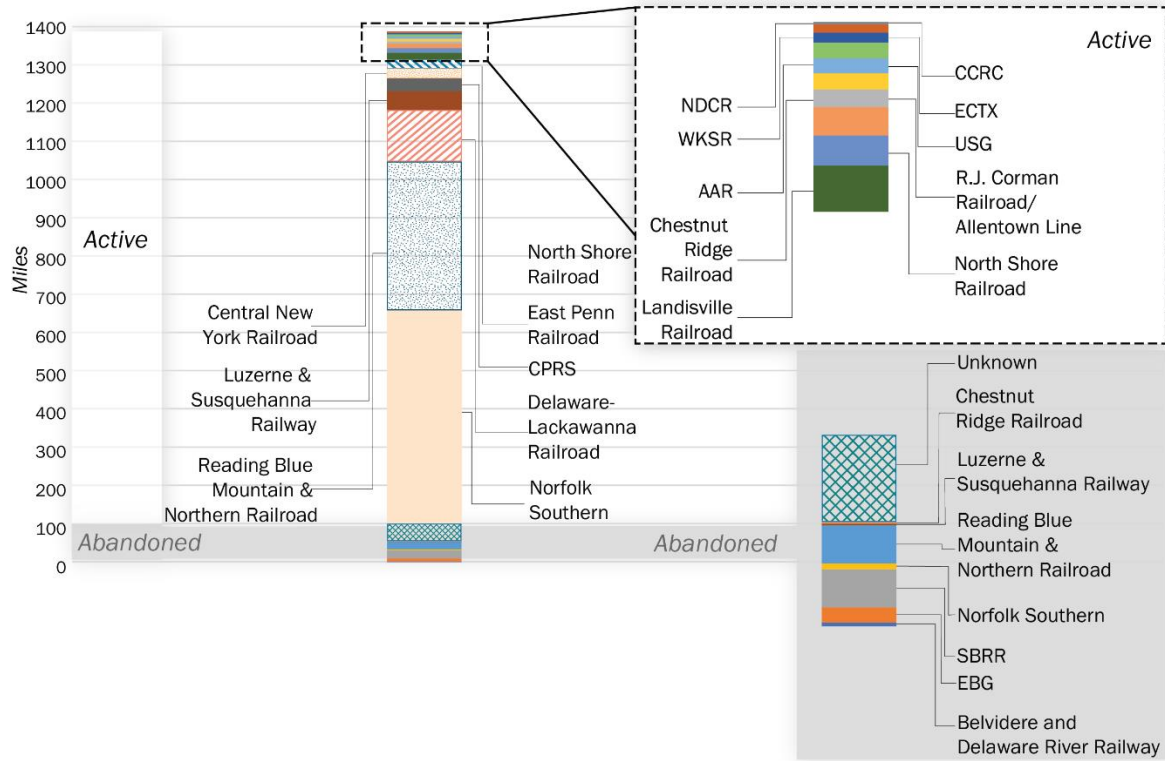 1400
1300
1200
1100
1000
900
800
700
600
500
400
300
200
100
0
Miles
Active
Abandoned
Central New
York Railroad
Luzerne &
Susquehanna
Railway
Reading Blue
Mountain &
Northern Railroad
North Shore
Railroad
East Penn
Railroad
CPRS
Delaware-
Lackawanna
Railroad
Norfolk
Southern
Active
NDCR
WKSR
AAR
Chestnut
Ridge
Railroad
Landisville
Railroad
CCRC
ECTX
USG
R.J. Corman
Railroad/
Allentown Line
North Shore
Railroad
Abandoned
Unknown
Chestnut
Ridge Railroad
Luzerne &
Susquehanna Railway
Reading Blue
Mountain &
Northern Railroad
Norfolk Southern
SBRR
EBG
Belvidere and
Delaware River Railway